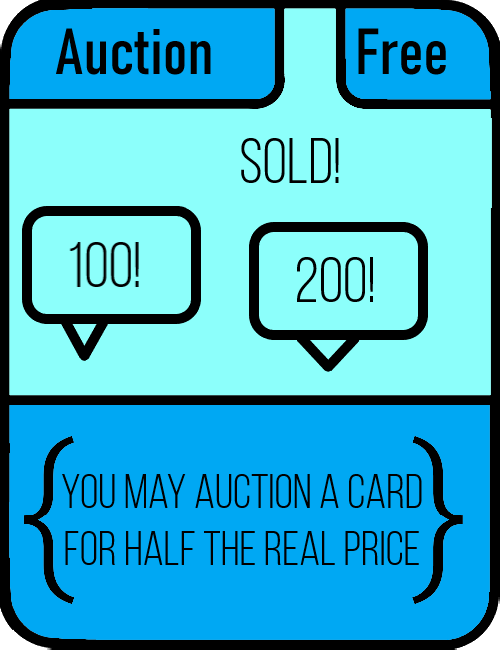 Auction
Free
SOLD!
100!
200!
YOU MAY AUCTION A CARD
FOR HALF THE REAL PRICE